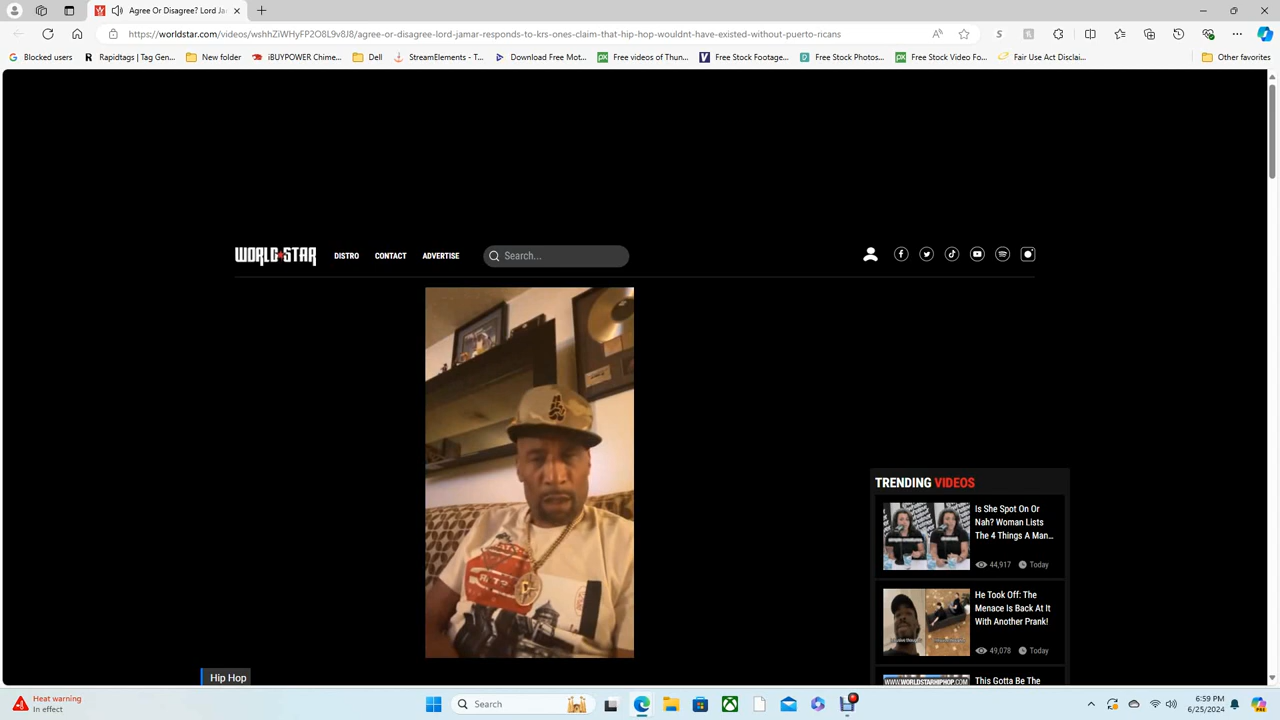 Agree Or Disagree? Lord Ja
https://worldstar.com/videos/wshhZiWHyFP2O8L9v8J8/agree-or-disagree-lord-jamar-responds-to-krs-ones-claim-that-hip-hop-wouldnt-have-existed-without-puerto-ricans
Blocked users
Rapidtags | Tag Gen...
New folder
iBUYPOWER Chime...
Dell
StreamElements - T...
Download Free Mot...
Free videos of Thun...
Free Stock Footage...
Free Stock Photos...
Free Stock Video Fo...
Fair Use Act Disclai...
Other favorites
WORLD STAR
DISTRO
CONTACT
ADVERTISE
Search...
TRENDING VIDEOS
Is She Spot On Or
Nah? Woman Lists
The 4 Things A Man...
44,917 Today
He Took Off: The
Menace Is Back At It
With Another Prank!
49,078 Today
WWW.WORLDSTARHIPHOP.COM
This Gotta Be The
Hip Hop
Heat warning
In effect
Search
6:59 PM
6/25/2024